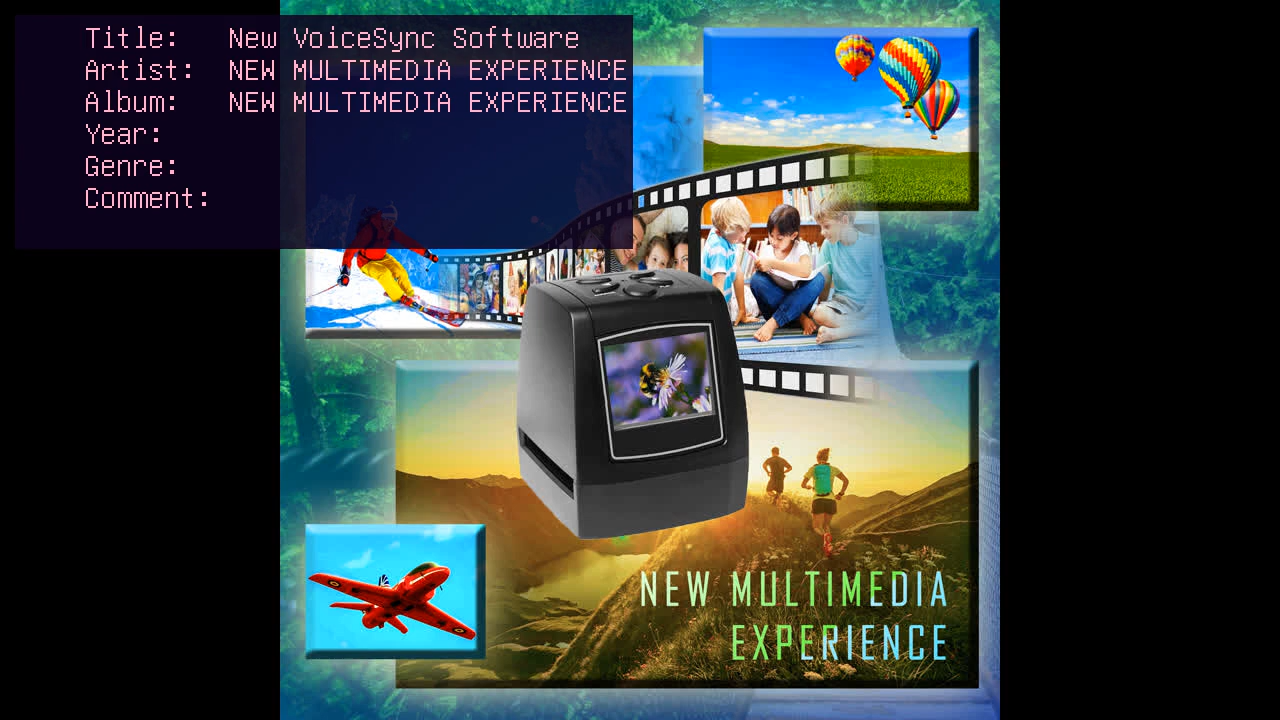 Title: New VoiceSync Software
Artist: NEW MULTIMEDIA EXPERIENCE
Album: NEW MULTIMEDIA EXPERIENCE
Year:
Genre:
Comment:
NEW MULTIMEDIA
EXPERIENCE